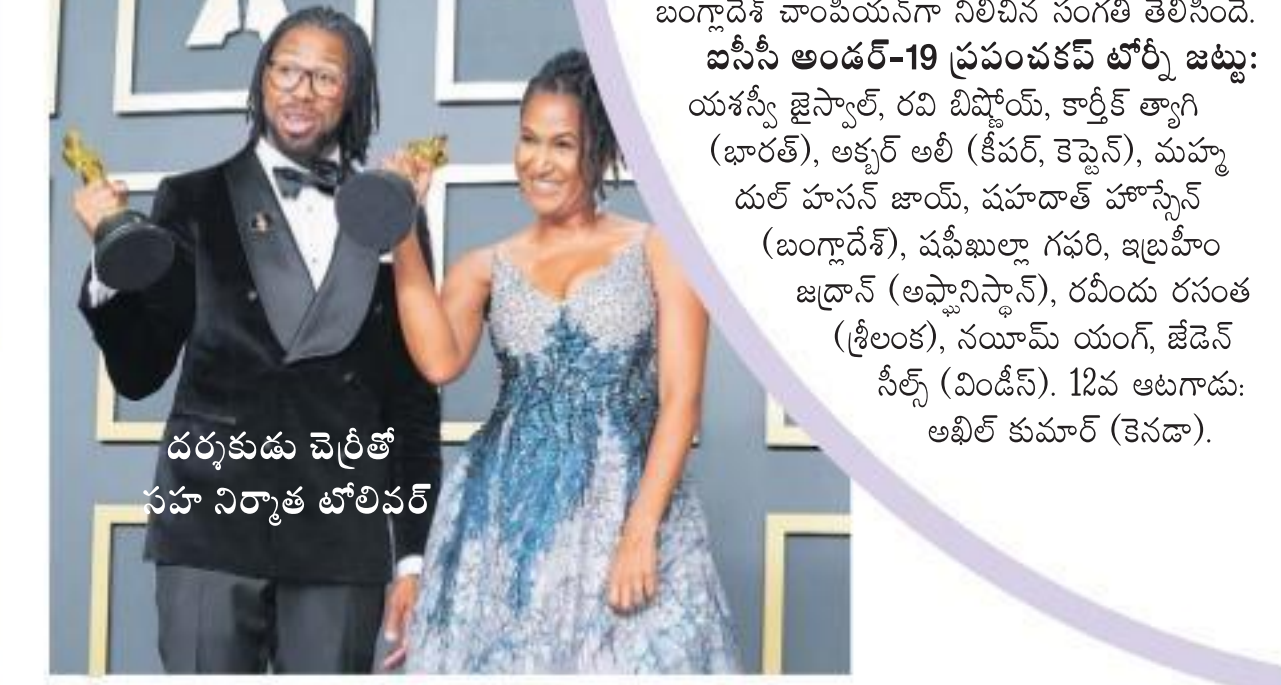 బంగ్లాదేశ్ చాంపియన్‌గా నిలిచిన సంగతి తెలిసిందే.
ఐసీసీ అండర్-19 ప్రపంచకప్ టోర్నీ జట్టు:
యశస్వీ జైస్వాల్, రవి బిష్ణోయ్, కార్తీక్ త్యాగి
(భారత్), అక్బర్ అలీ (కీపర్, కెప్టెన్), మహ్మ
దుల్ హసన్ జాయ్, షహదాత్ హొస్సేన్
(బంగ్లాదేశ్), షఫీఖుల్లా గఫరి, ఇబ్రహీం
జద్రాన్ (అఫ్ఘానిస్థాన్), రవీందు రసంత
(శ్రీలంక), నయీమ్ యంగ్, జేడెన్
సీల్స్ (విండీస్). 12వ ఆటగాడు:
అఖిల్ కుమార్ (కెనడా).
దర్శకుడు చెర్రీతో
సహ నిర్మాత టోలివర్